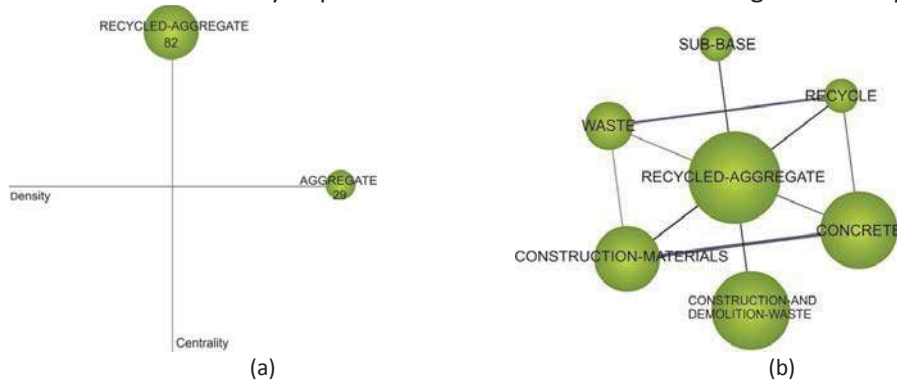 RECYCLED-AGGREGATE
82
AGGREGATE
29
Density
Centrality
(a)
SUB-BASE
RECYCLE
WASTE
RECYCLED-AGGREGATE
CONCRETE
CONSTRUCTION-MATERIALS
CONSTRUCTION-AND
DEMOLITION-WASTE
(b)